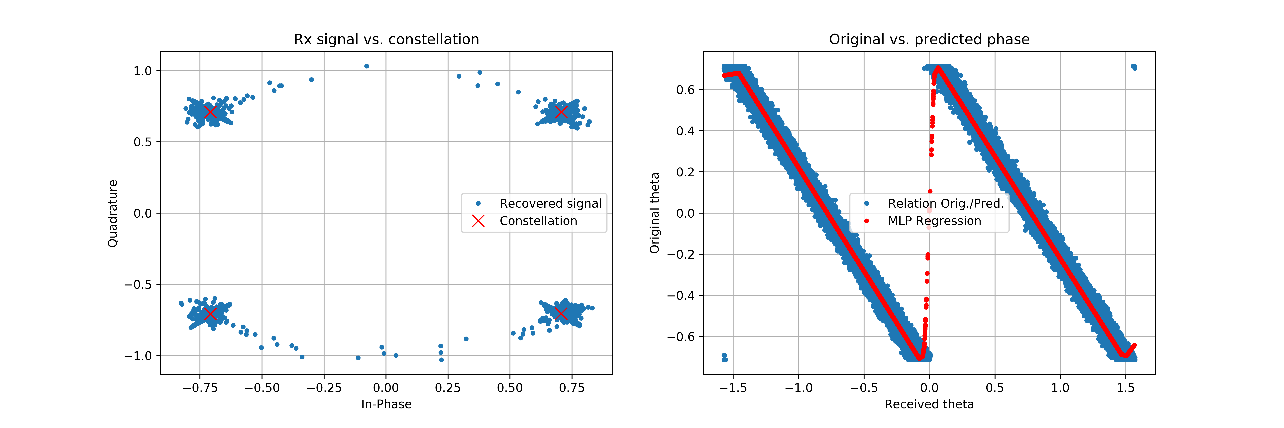 Rx signal vs. constellation
1.0
0.5
0.0
−0.5
−1.0
Quadrature
Recovered signal
Constellation
−0.75 −0.50 −0.25 0.00 0.25 0.50 0.75
In-Phase
Original vs. predicted phase
0.6
0.4
0.2
0.0
−0.2
−0.4
−0.6
Original theta
Relation Orig./Pred.
MLP Regression
−1.5 −1.0 −0.5 0.0 0.5 1.0 1.5
Received theta